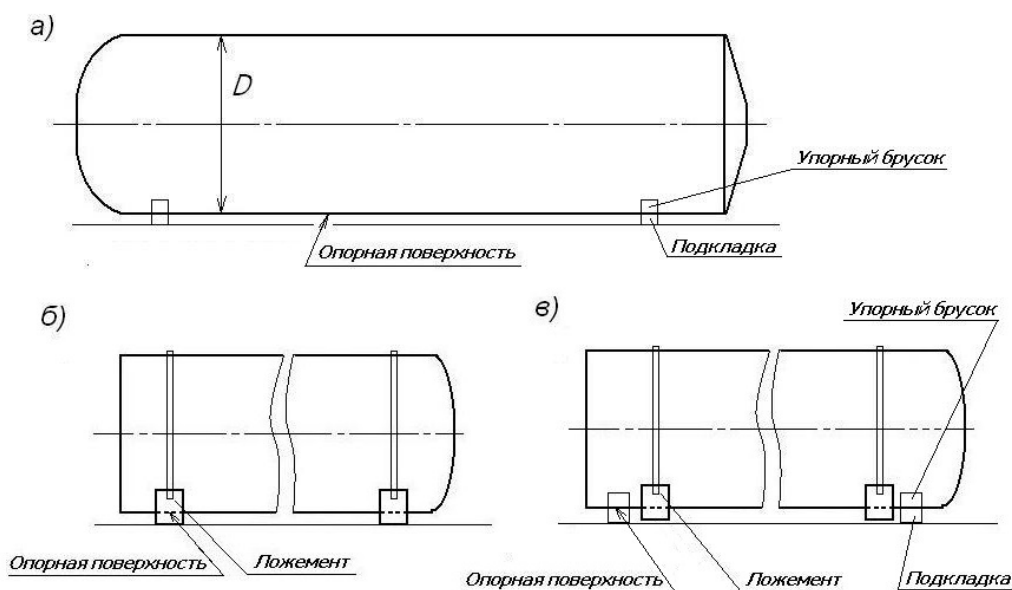 а)
D
Упорный брусок
Опорная поверхность
Подкладка
б)
в)
Упорный брусок
Опорная поверхность
Ложемент
Опорная поверхность
Ложемент
Подкладка